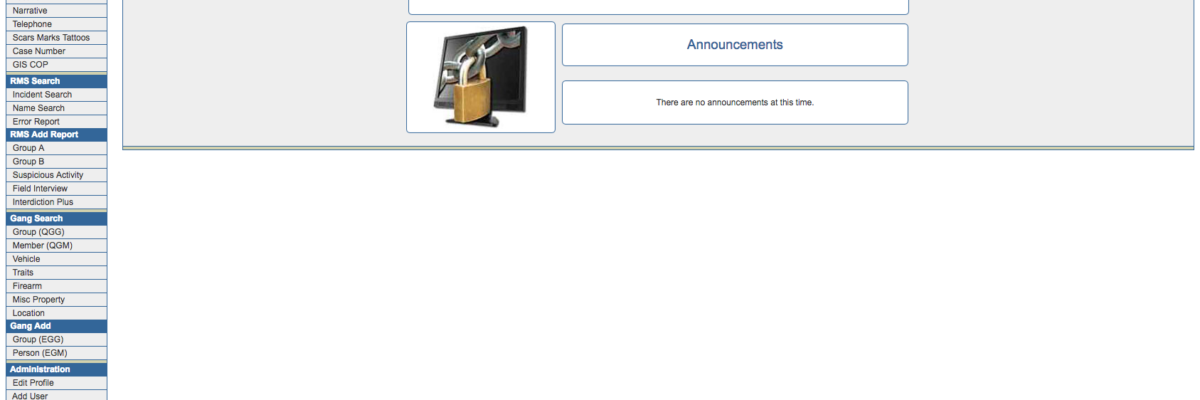 Narrative
Telephone
Scars Marks Tattoos
Case Number
GIS COP
RMS Search
Incident Search
Name Search
Error Report
RMS Add Report
Group A
Group B
Suspicious Activity
Field Interview
Interdiction Plus
Gang Search
Group (QGG)
Member (QGM)
Vehicle
Traits
Firearm
Misc Property
Location
Gang Add
Group (EGG)
Person (EGM)
Administration
Edit Profile
Add User
Announcements
There are no announcements at this time.